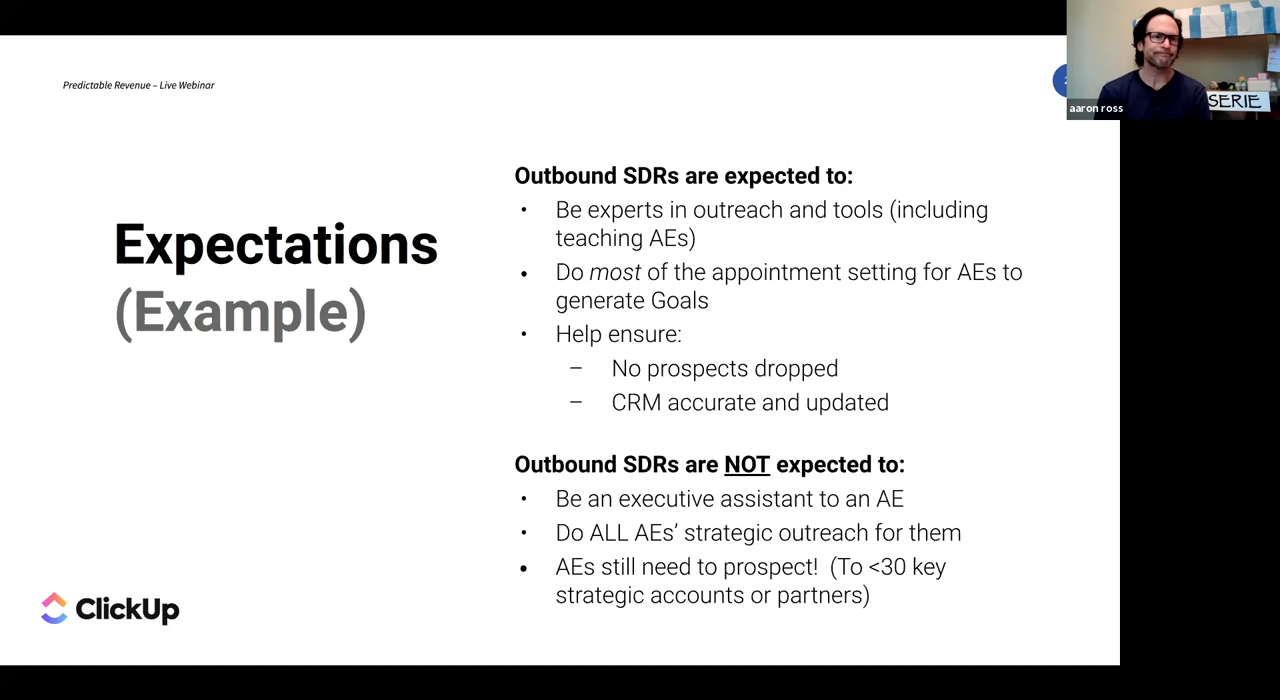 Predictable Revenue – Live Webinar
aaron ross
SERIE
Expectations
(Example)
Outbound SDRs are expected to:
• Be experts in outreach and tools (including
teaching AEs)
• Do most of the appointment setting for AEs to
generate Goals
• Help ensure:
– No prospects dropped
– CRM accurate and updated
Outbound SDRs are NOT expected to:
• Be an executive assistant to an AE
• Do ALL AEs’ strategic outreach for them
• AEs still need to prospect! (To <30 key
strategic accounts or partners)
ClickUp